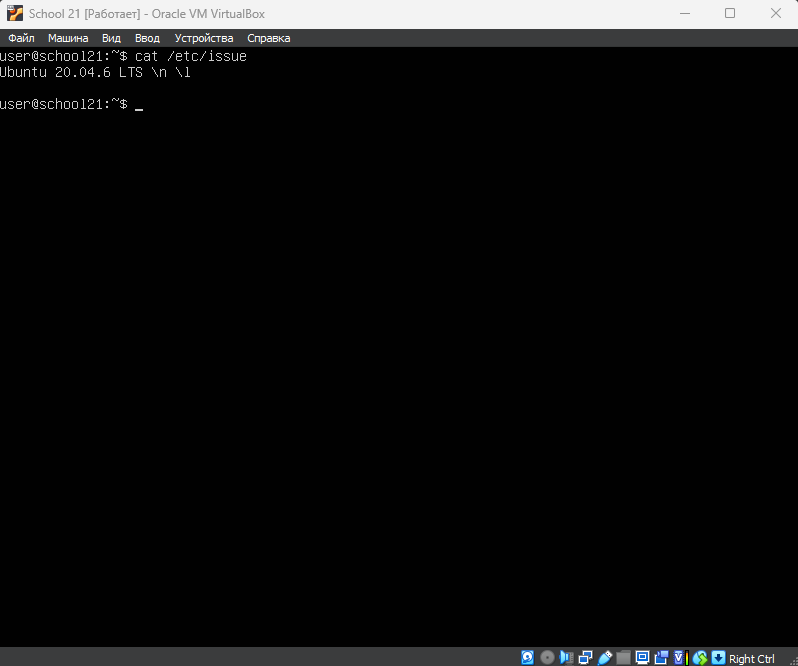 School 21 [Работает] - Oracle VM VirtualBox
Файл Машина Вид Ввод Устройства Справка
user@school21:~$ cat /etc/issue
Ubuntu 20.04.6 LTS \n \l
user@school21:~$ _
Right Ctrl